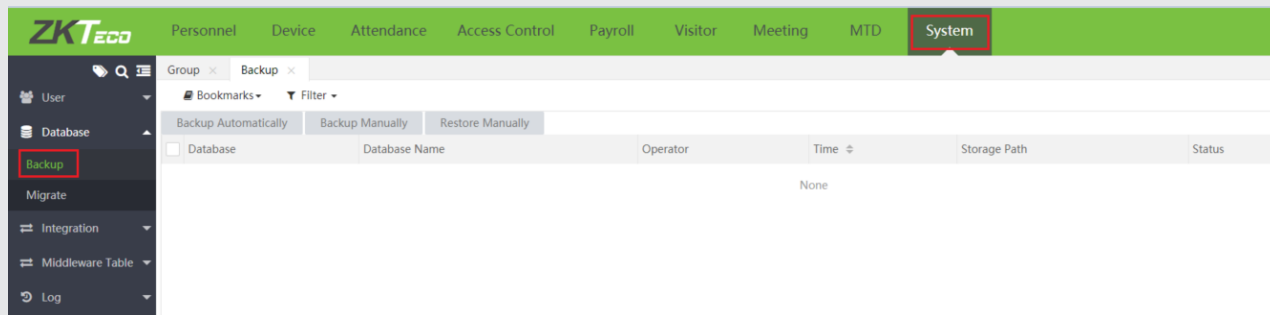 ZKTECO Personnel Device Attendance Access Control Payroll Visitor Meeting MTD System
Group × Backup ×
User
Bookmarks Filter
Database
Backup Automatically Backup Manually Restore Manually
Database Database Name Operator Time Storage Path Status
Backup
None
Migrate
Integration
Middleware Table
Log